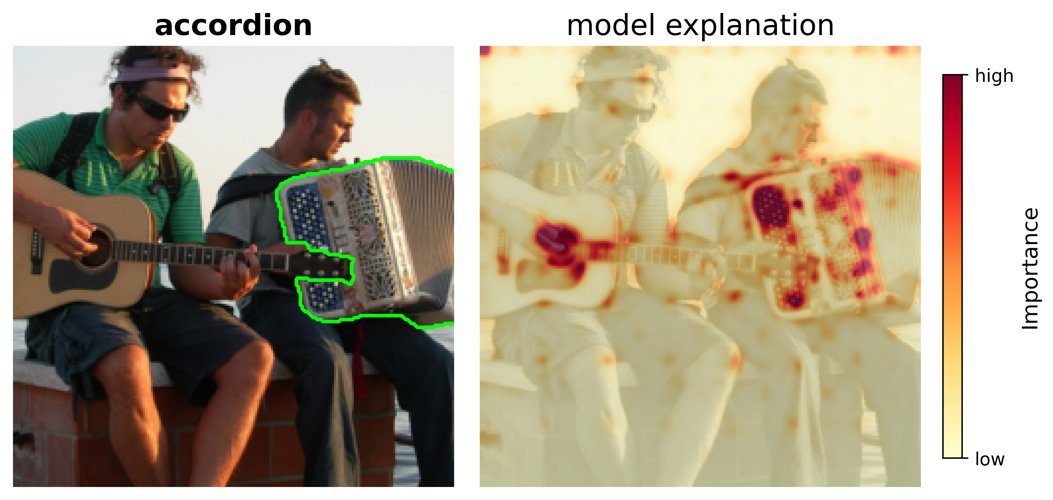 accordion
model explanation
high
Importance
low